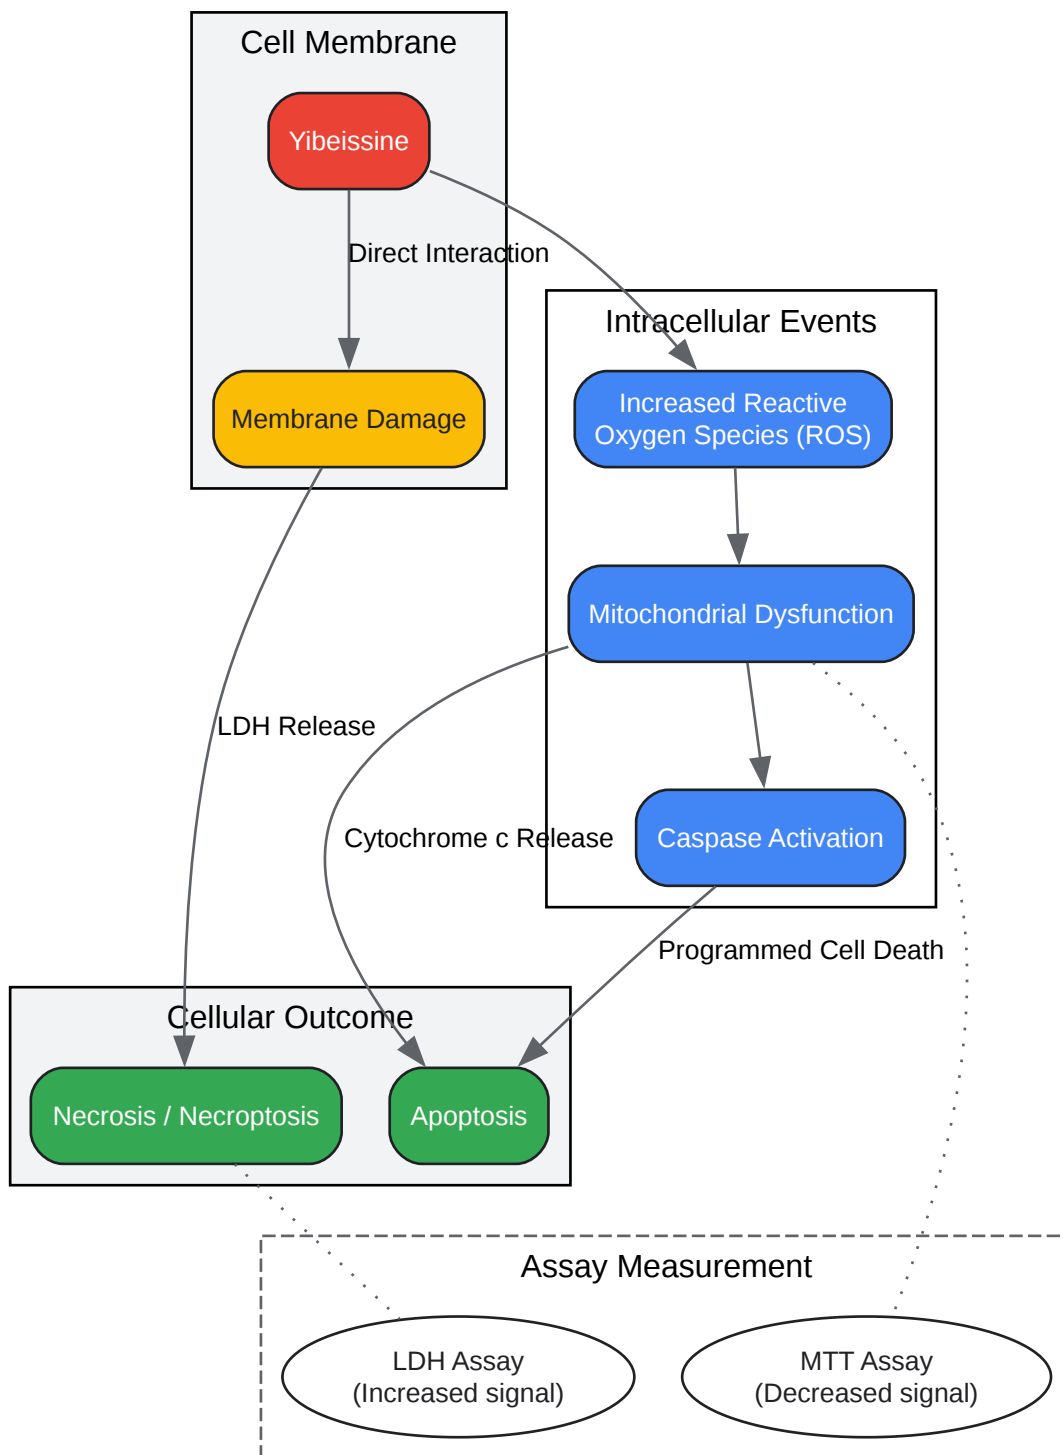 Cell Membrane
Yibeissine
Direct Interaction
Intracellular Events
Membrane Damage
Increased Reactive
Oxygen Species (ROS)
Mitochondrial Dysfunction
LDH Release
Cytochrome c Release
Caspase Activation
Programmed Cell Death
Cellular Outcome
Necrosis / Necroptosis
Apoptosis
Assay Measurement
LDH Assay
(Increased signal)
MTT Assay
(Decreased signal)